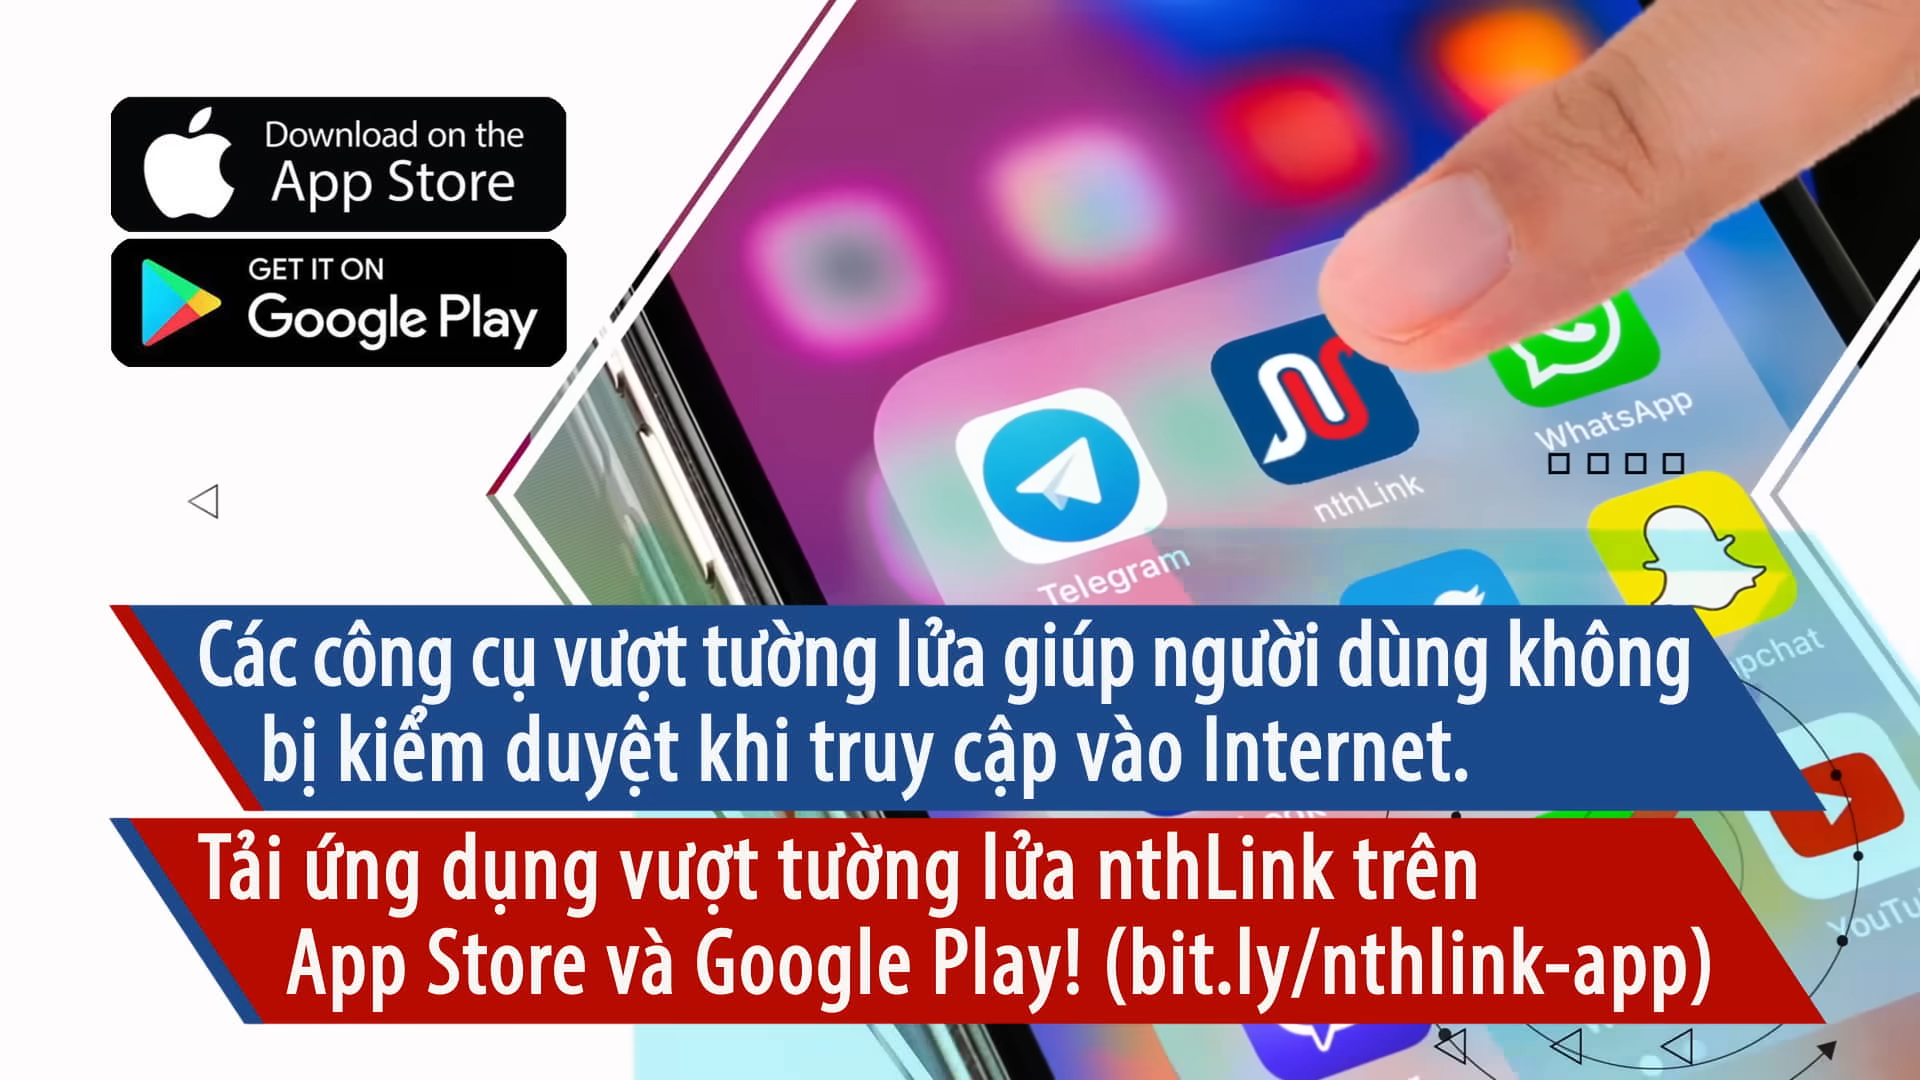 Download on the
App Store
GET IT ON
Google Play
WhatsApp
nthLink
Telegram
pchat
Các công cụ vượt tường lửa giúp người dùng không
bị kiểm duyệt khi truy cập vào Internet.
Tải ứng dụng vượt tường lửa nthLink trên
App Store và Google Play! (bit.ly/nthlink-app)
YouTu